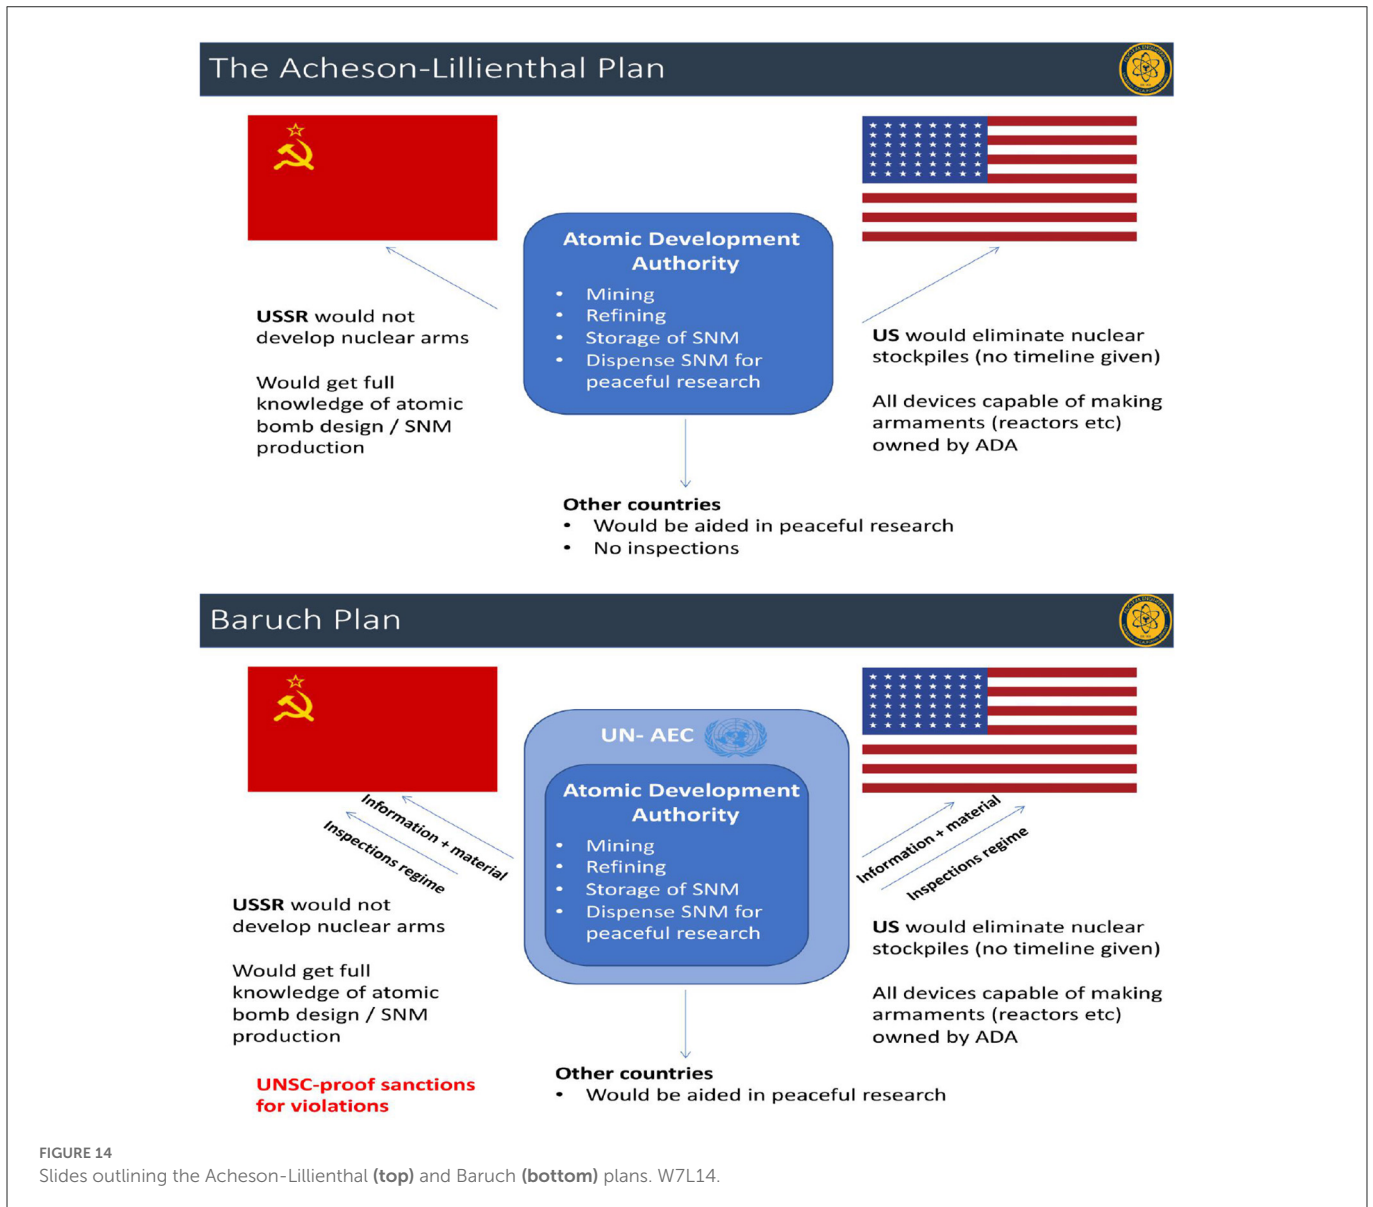 The Acheson-Lillienthal Plan
Atomic Development
Authority
• Mining
• Refining
• Storage of SNM
• Dispense SNM for
peaceful research
USSR would not
develop nuclear arms
Would get full
knowledge of atomic
bomb design / SNM
production
US would eliminate nuclear
stockpiles (no timeline given)
All devices capable of making
armaments (reactors etc)
owned by ADA
Other countries
• Would be aided in peaceful research
• No inspections
Baruch Plan
UN- AEC
Atomic Development
Authority
• Mining
• Refining
• Storage of SNM
• Dispense SNM for
peaceful research
Information + material
Inspections regime
Information + material
Inspections regime
USSR would not
develop nuclear arms
Would get full
knowledge of atomic
bomb design / SNM
production
UNSC-proof sanctions
for violations
US would eliminate nuclear
stockpiles (no timeline given)
All devices capable of making
armaments (reactors etc)
owned by ADA
Other countries
• Would be aided in peaceful research
FIGURE 14
Slides outlining the Acheson-Lillienthal (top) and Baruch (bottom) plans. W7L14.